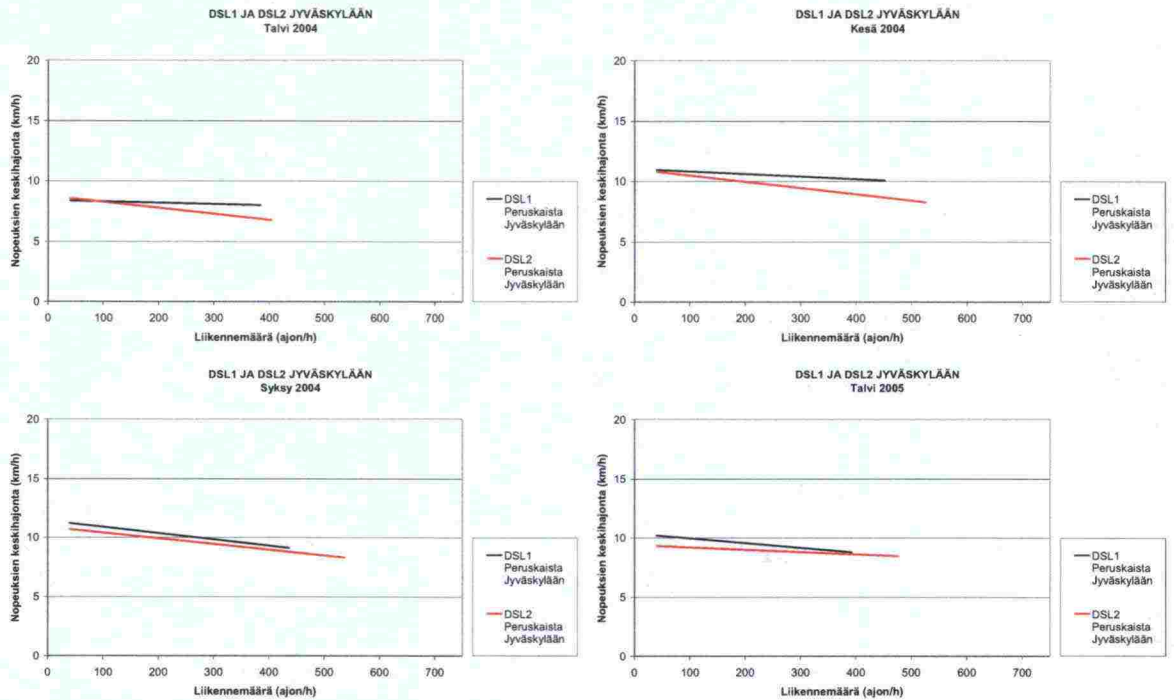 DSL1 JA DSL2 JYVÄSKYLÄÄN
Talvi 2004
Nopeuksien keskihajonta (km/h)
20
15
10
5
0
0 100 200 300 400 500 600 700
Liikennemäärä (ajon/h)
DSL1
Peruskaista
Jyväskylään
DSL2
Peruskaista
Jyväskylään
DSL1 JA DSL2 JYVÄSKYLÄÄN
Kesä 2004
Nopeuksien keskihajonta (km/h)
20
15
10
5
0
0 100 200 300 400 500 600 700
Liikennemäärä (ajon/h)
DSL1
Peruskaista
Jyväskylään
DSL2
Peruskaista
Jyväskylään
DSL1 JA DSL2 JYVÄSKYLÄÄN
Syksy 2004
Nopeuksien keskihajonta (km/h)
20
15
10
5
0
0 100 200 300 400 500 600 700
Liikennemäärä (ajon/h)
DSL1
Peruskaista
Jyväskylään
DSL2
Peruskaista
Jyväskylään
DSL1 JA DSL2 JYVÄSKYLÄÄN
Talvi 2005
Nopeuksien keskihajonta (km/h)
20
15
10
5
0
0 100 200 300 400 500 600 700
Liikennemäärä (ajon/h)
DSL1
Peruskaista
Jyväskylään
DSL2
Peruskaista
Jyväskylään